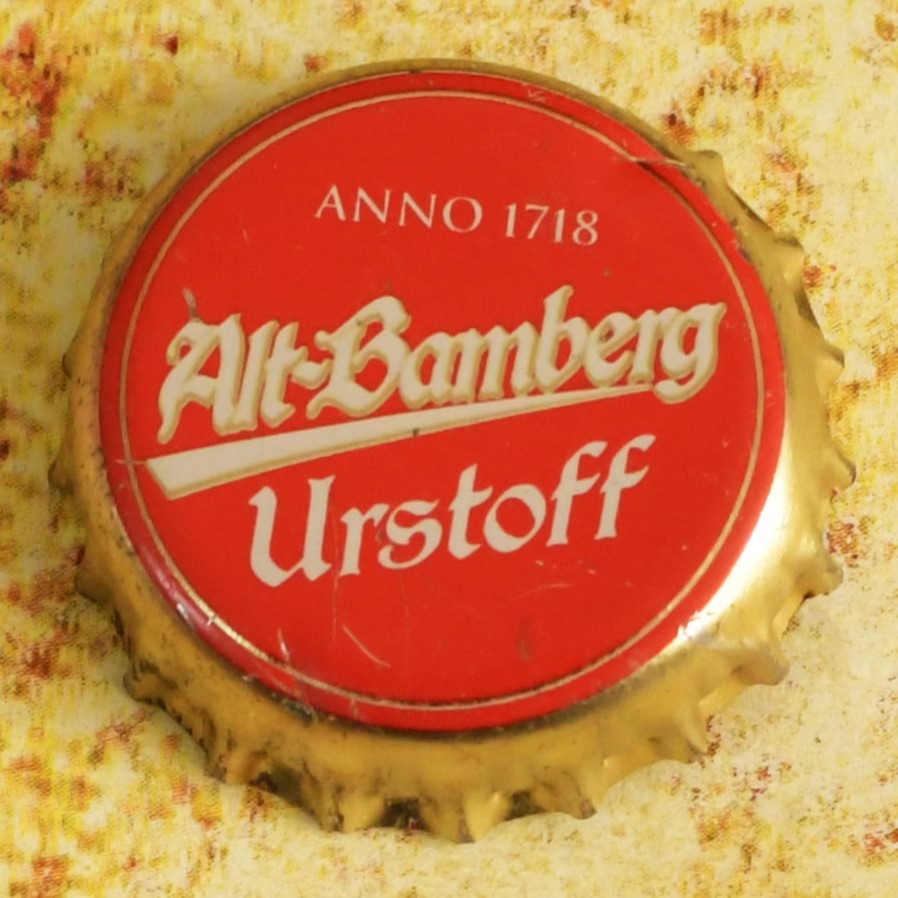 ANNO 1718
Alt-Bamberg
Urstoff